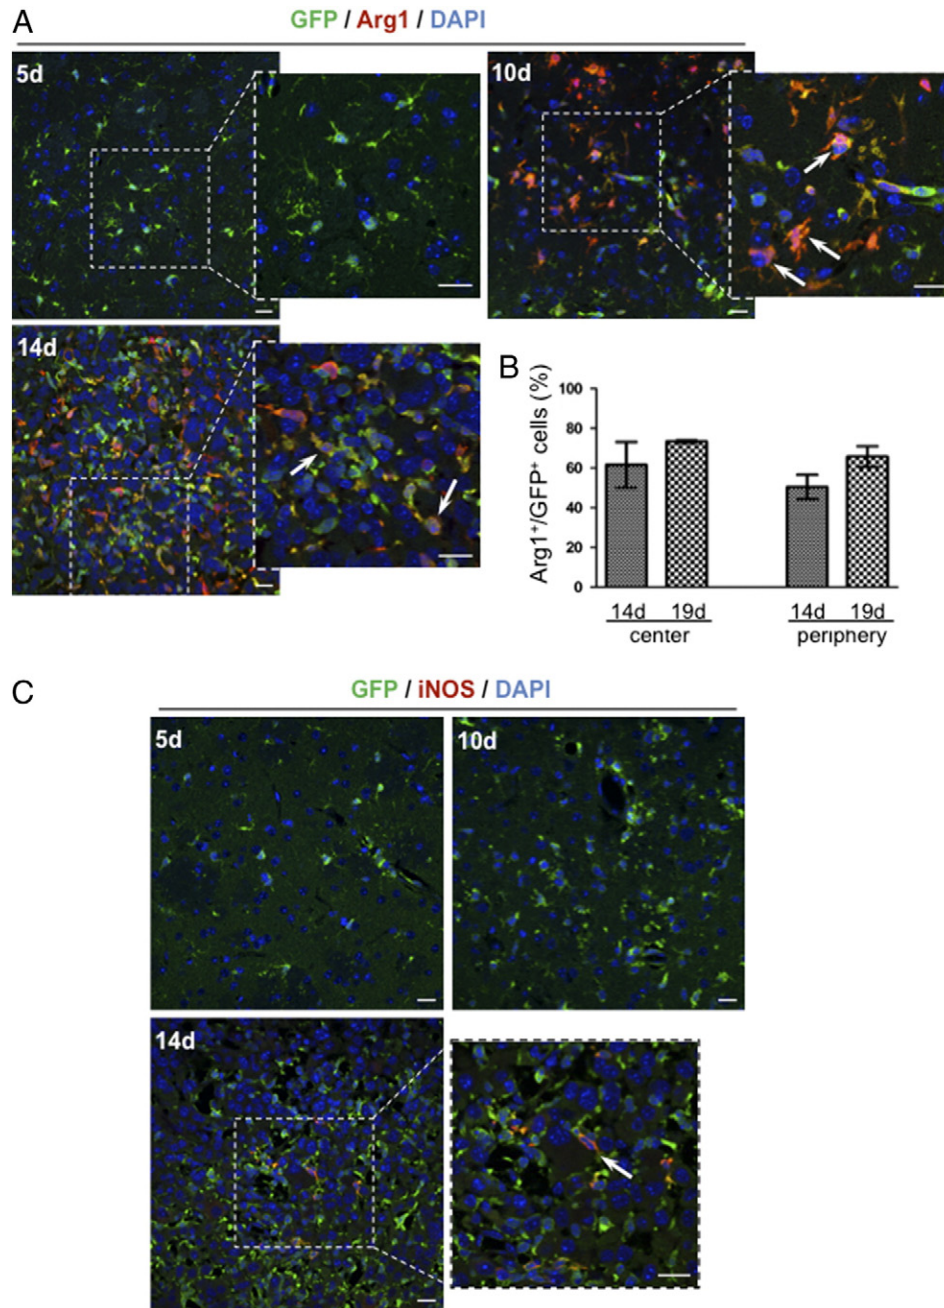 A
GFP / Arg1 / DAPI
5d
10d
14d
B
Arg1+/GFP+ cells (%)
100
80
60
40
20
0
14d 19d 14d 19d
center periphery
C
GFP / iNOS / DAPI
5d
10d
14d